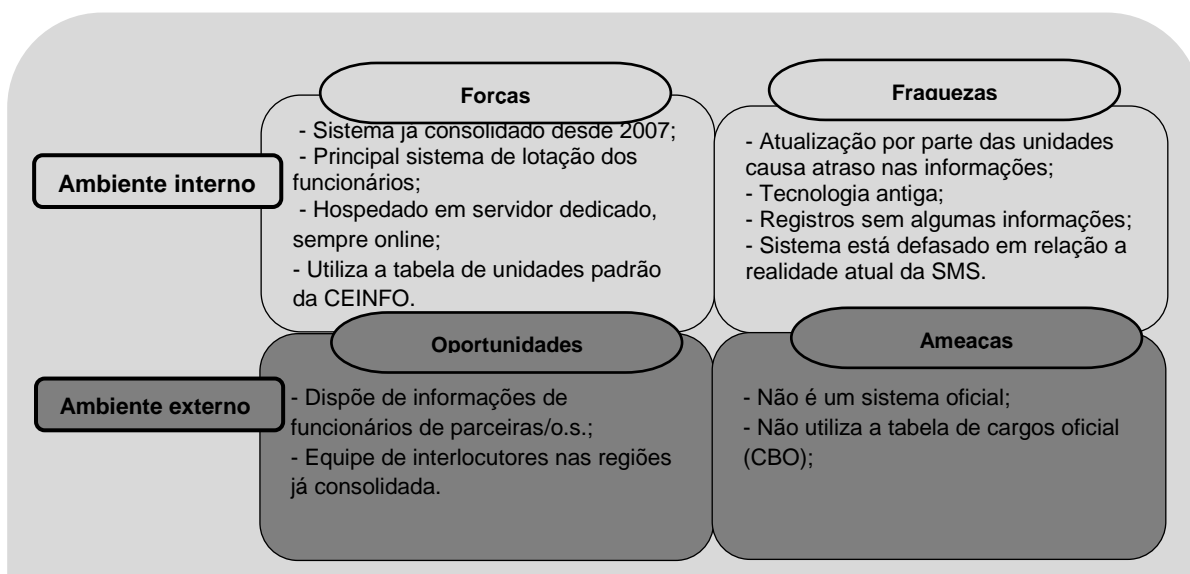 Forças
- Sistema já consolidado desde 2007;
- Principal sistema de lotação dos
funcionários;
- Hospedado em servidor dedicado,
sempre online;
- Utiliza a tabela de unidades padrão
da CEINFO.
Fraquezas
- Atualização por parte das unidades
causa atraso nas informações;
- Tecnologia antiga;
- Registros sem algumas informações;
- Sistema está defasado em relação a
realidade atual da SMS.
Ambiente interno
Oportunidades
- Dispõe de informações de
funcionários de parceiras/o.s.;
- Equipe de interlocutores nas regiões
já consolidada.
Ameaças
- Não é um sistema oficial;
- Não utiliza a tabela de cargos oficial
(CBO);
Ambiente externo